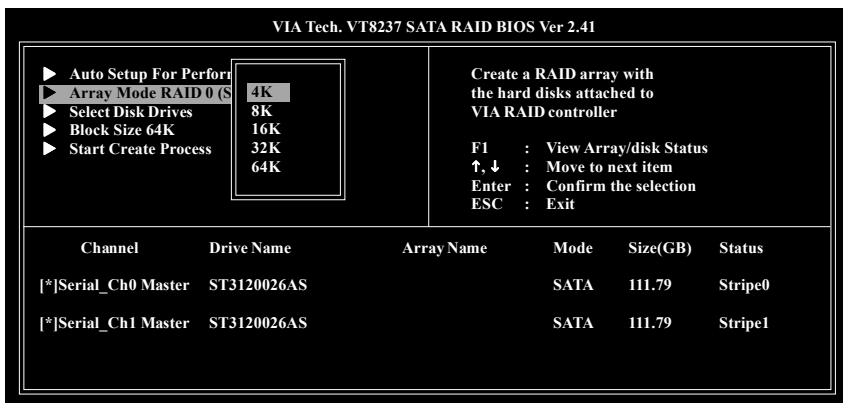 VIA Tech. VT8237 SATA RAID BIOS Ver 2.41
Auto Setup For Perforr
Array Mode RAID 0 (S
Select Disk Drives
Block Size 64K
Start Create Process
4K
8K
16K
32K
64K
Create a RAID array with
the hard disks attached to
VIA RAID controller
F1 : View Array/disk Status
↑, ↓ : Move to next item
Enter : Confirm the selection
ESC : Exit
Channel Drive Name Array Name Mode Size(GB) Status
[*]Serial_Ch0 Master ST3120026AS SATA 111.79 Stripe0
[*]Serial_Ch1 Master ST3120026AS SATA 111.79 Stripe1